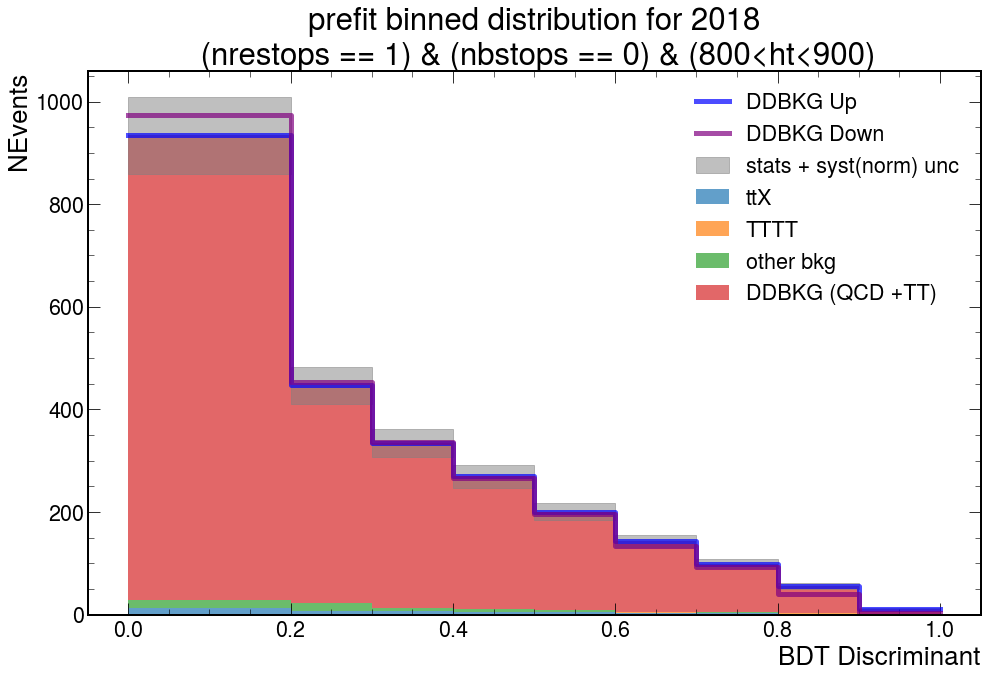 prefit binned distribution for 2018
(nrestops == 1) & (nbstops == 0) & (800<ht<900)
NEvents
1000
800
600
400
200
0
DDBKG Up
DDBKG Down
stats + syst(norm) unc
ttX
TTTT
other bkg
DDBKG (QCD +TT)
0.0 0.2 0.4 0.6 0.8 1.0
BDT Discriminant